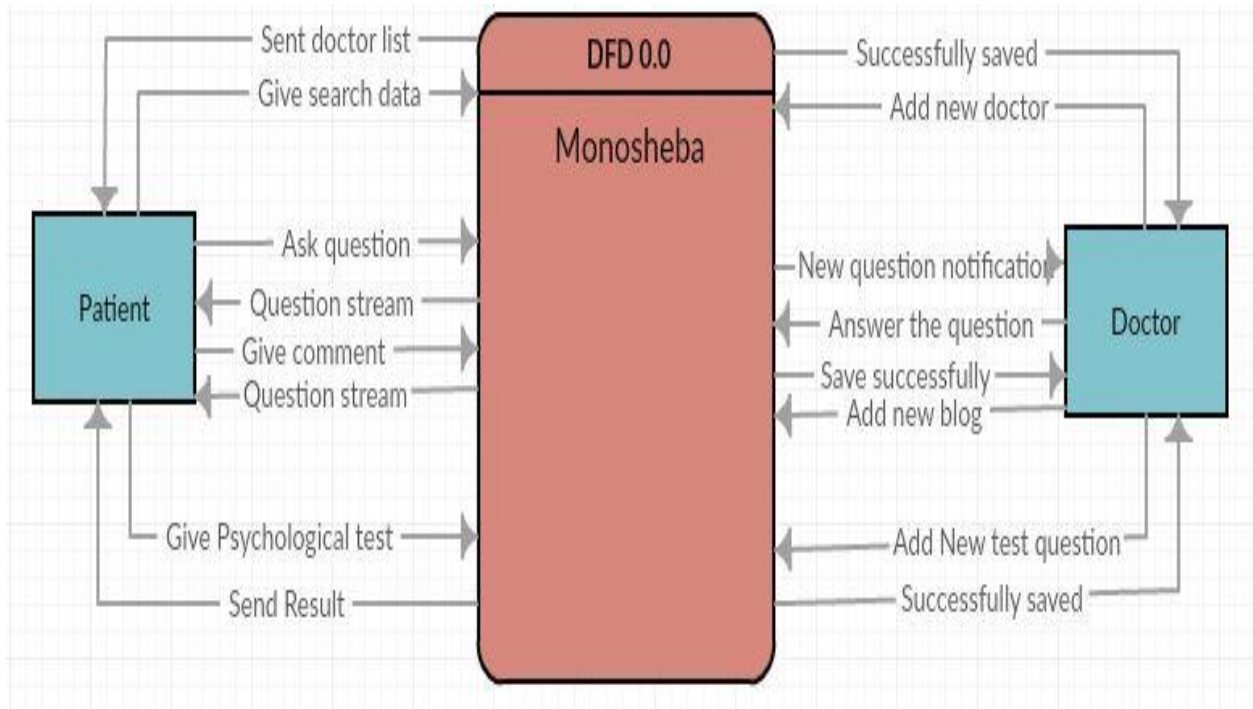 Sent doctor list
Give search data
DFD 0.0
Monosheba
Successfully saved
Add new doctor
Patient
Ask question
Question stream
Give comment
Question stream
New question notification
Answer the question
Save successfully
Add new blog
Doctor
Give Psychological test
Send Result
Add New test question
Successfully saved